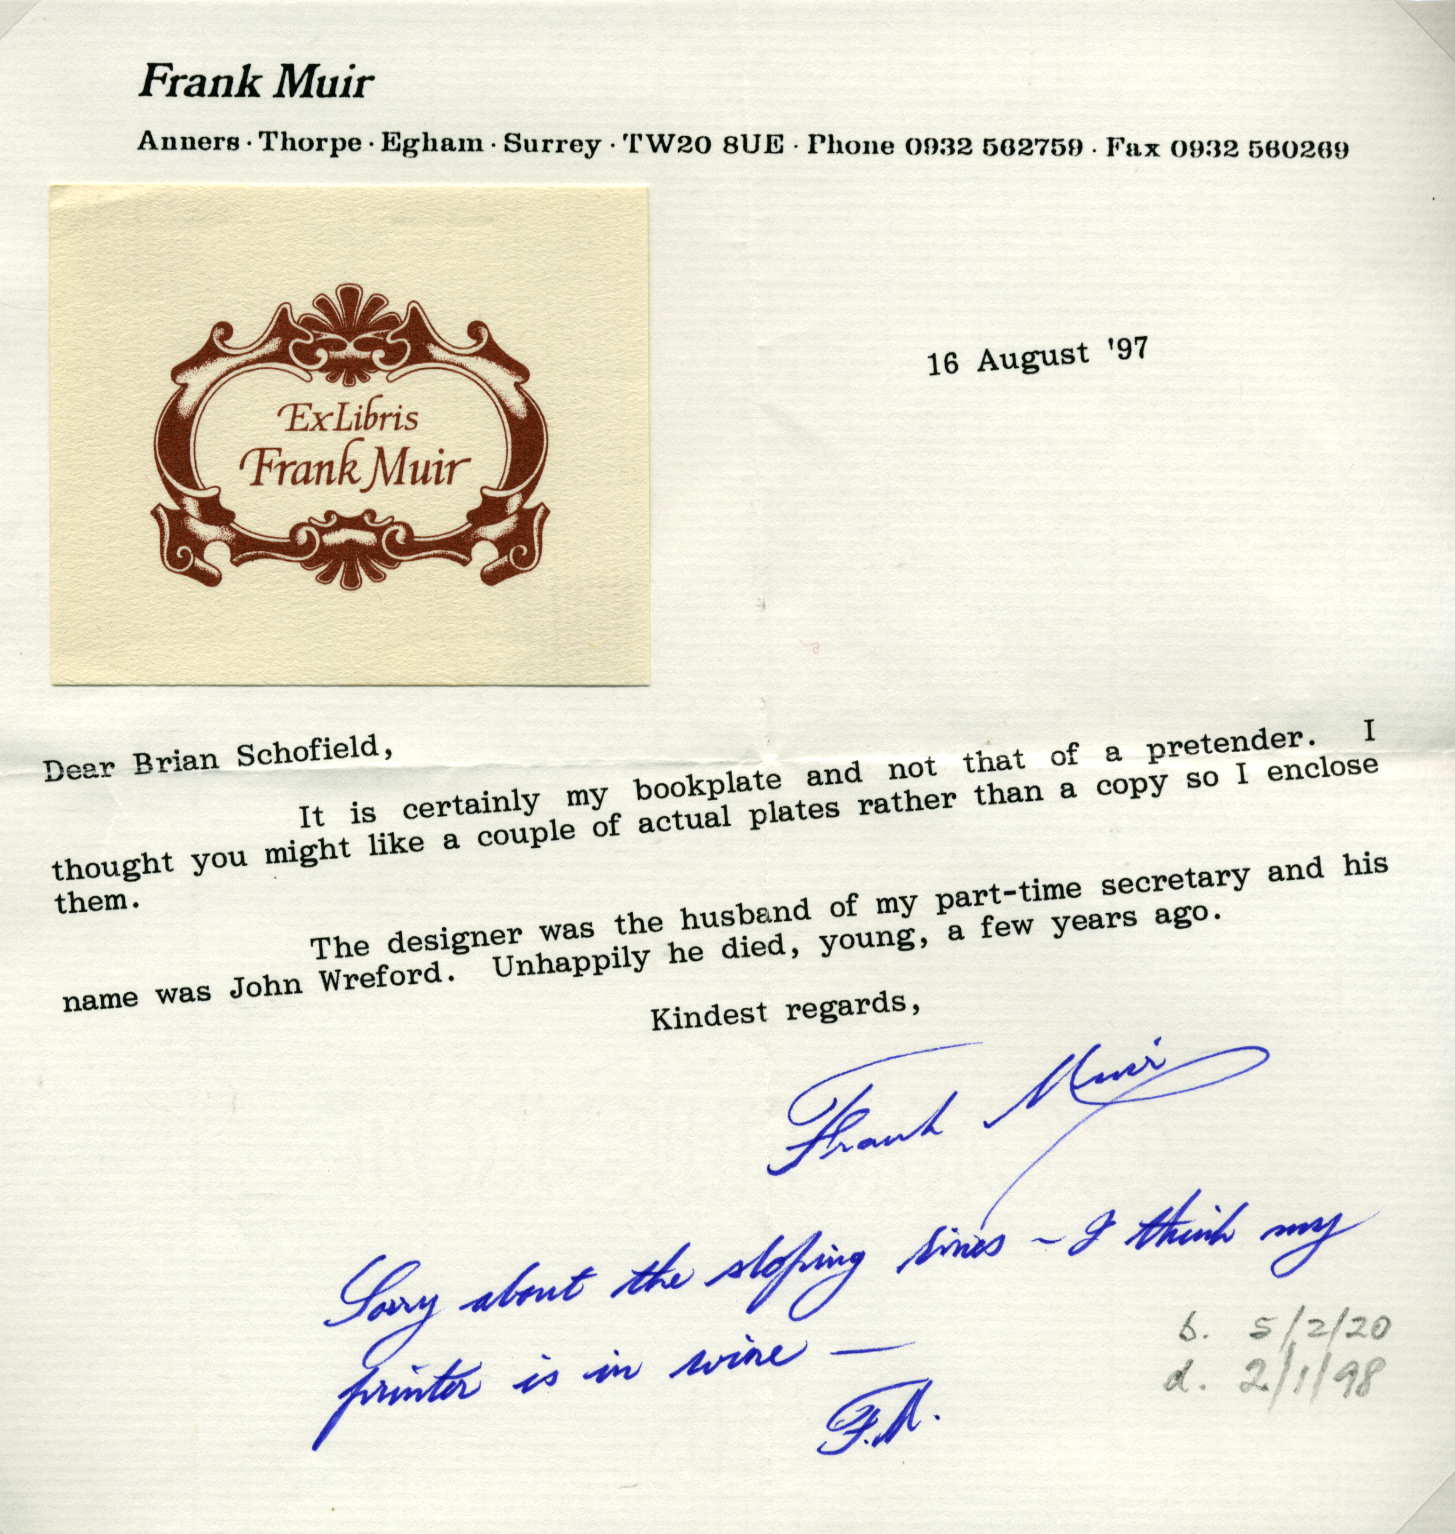 Frank Muir
Anners · Thorpe · Egham · Surrey · TW20 8UE · Phone 0932 562759 · Fax 0932 560269
Ex Libris
Frank Muir
16 August '97
Dear Brian Schofield,
It is certainly my bookplate and not that of a pretender. I
thought you might like a couple of actual plates rather than a copy so I enclose
them.
The designer was the husband of my part-time secretary and his
name was John Wreford. Unhappily he died, young, a few years ago.
Kindest regards,
Frank Muir
Sorry about the sloping lines – I think my
printer is in wine —
F.M.
b. 5/2/20
d. 2/1/98